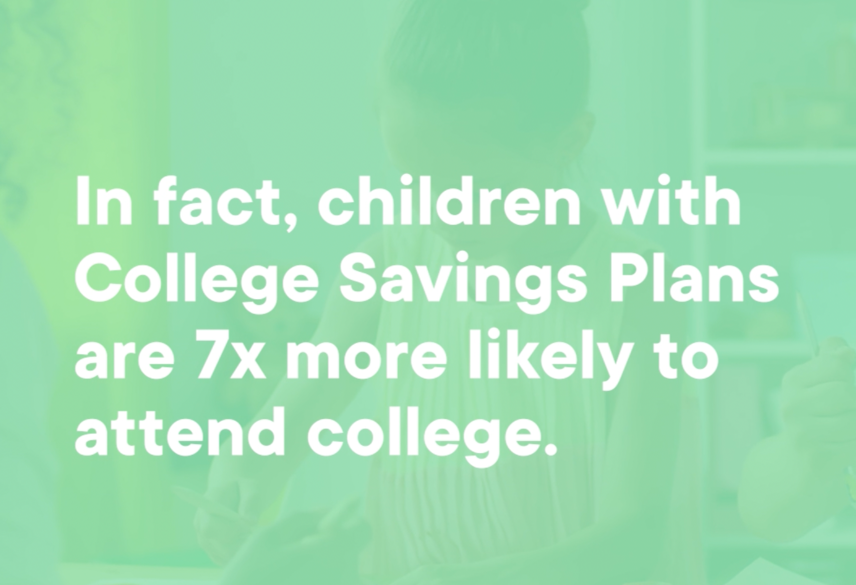 In fact, children with
College Savings Plans
are 7x more likely to
attend college.